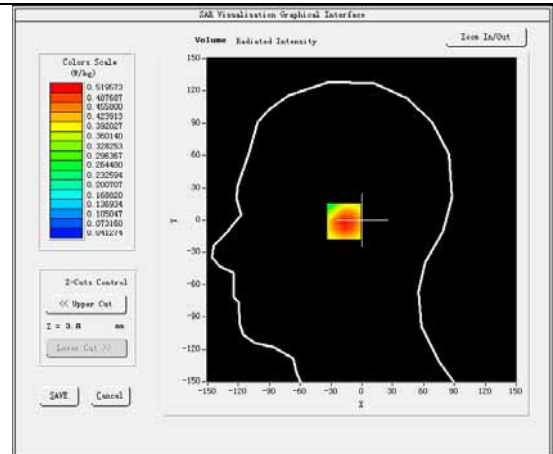 SAR Visualisation Graphical Interface
Volume Radiated Intensity
Zoom In/Out
Colors Scale
(W/kg)
0.519573
0.487687
0.455800
0.423913
0.392027
0.360140
0.328253
0.296367
0.264480
0.232594
0.200707
0.168820
0.136934
0.105047
0.073160
0.041274
150
120
90
60
30
0
-30
-60
-90
-120
-150
Y
-150 -120 -90 -60 -30 0 30 60 90 120 150
X
Z-Cuts Control
<< Upper Cut
Z = 3.8 mm
Lower Cut >>
SAVE Cancel